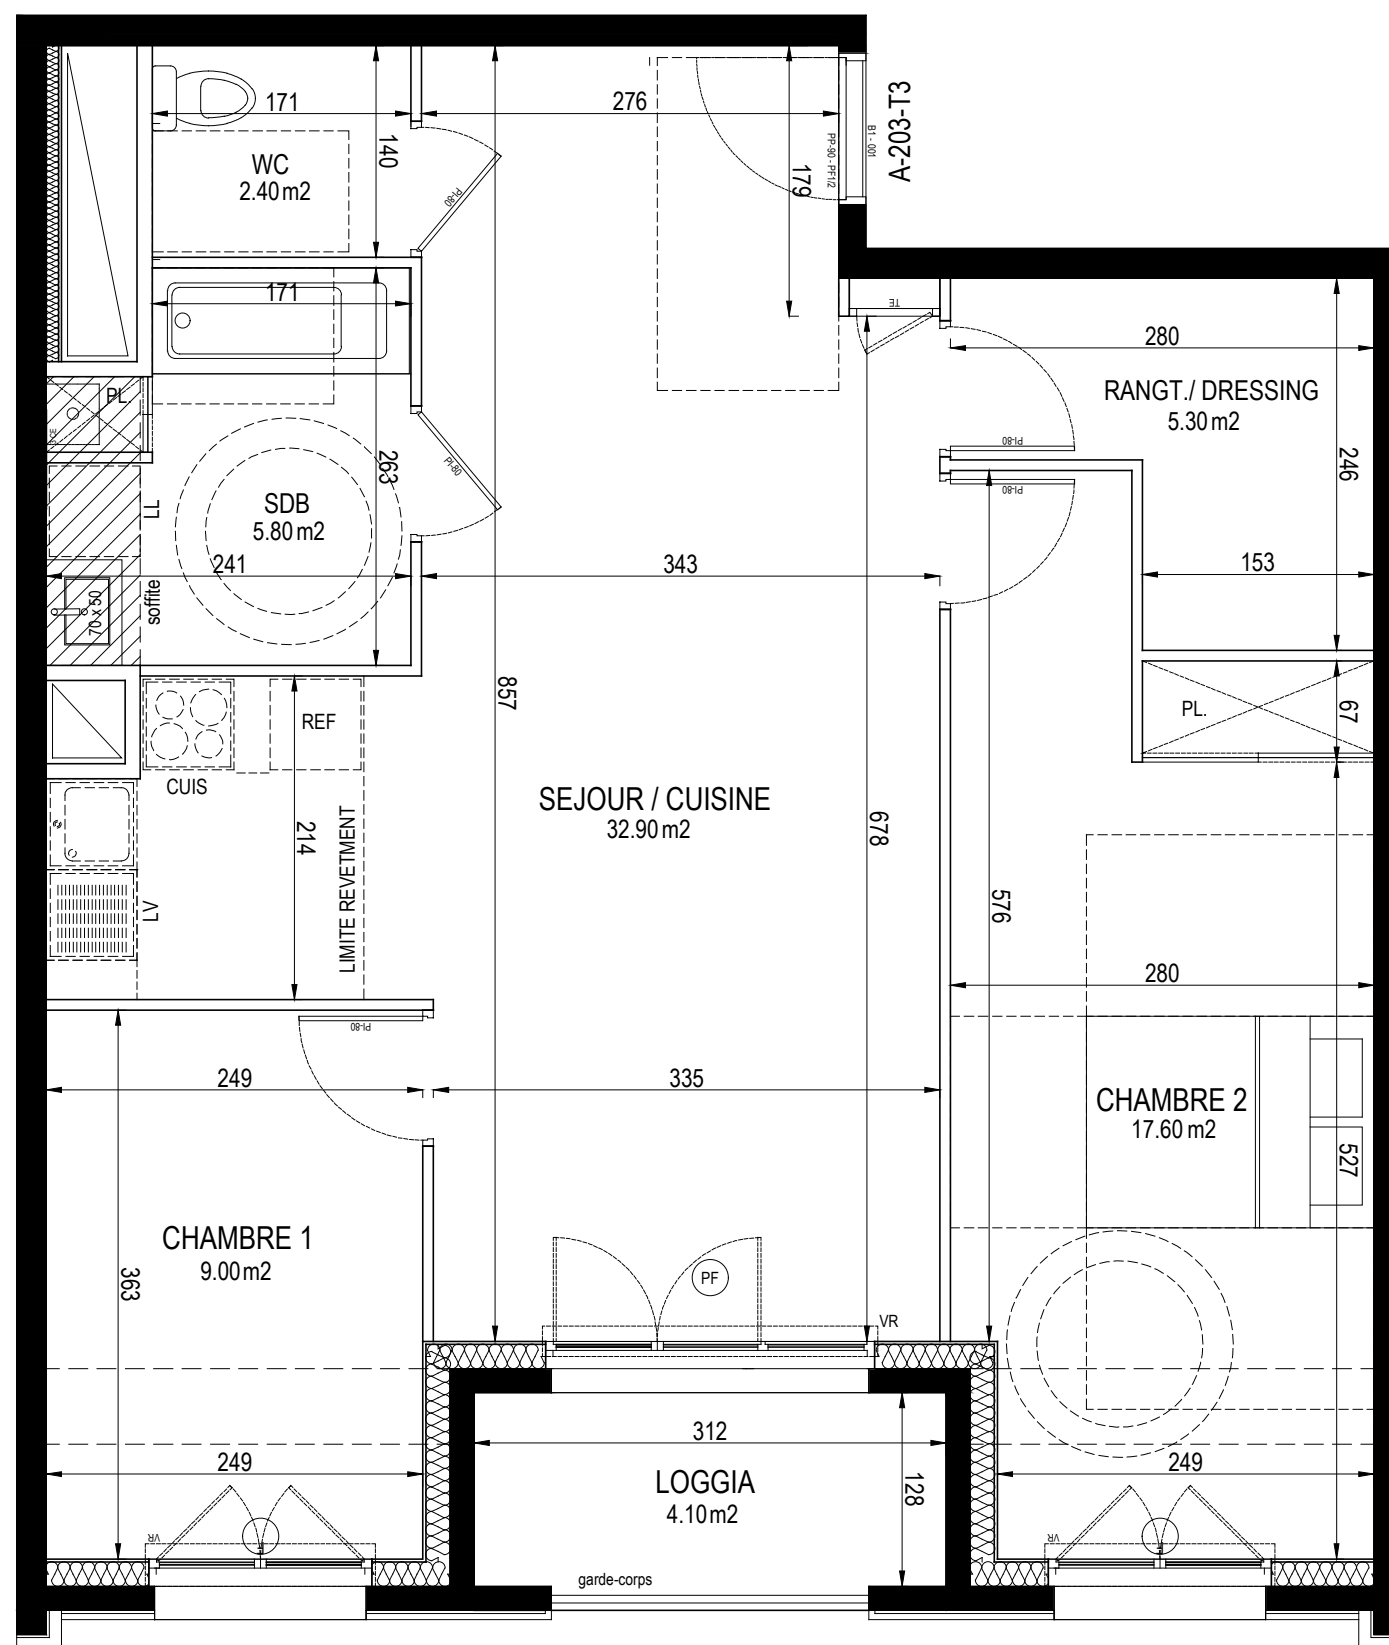 171
276
140
WC
2.40 m2
179
PP-90 - PF1/2
B1 - 001
A-203-T3
PI-80
171
TE
280
PL.
RANGT./ DRESSING
5.30 m2
PI-80
246
PI-80
263
PI-80
LL
SDB
5.80 m2
241
343
153
soffite
70 x 50
857
REF
PL.
67
CUIS
SEJOUR / CUISINE
32.90 m2
678
214
LIMITE REVETMENT
LV
576
280
PI-80
249
335
CHAMBRE 2
17.60 m2
527
CHAMBRE 1
9.00 m2
363
PF
VR
312
249
249
LOGGIA
4.10 m2
128
VR
VR
garde-corps